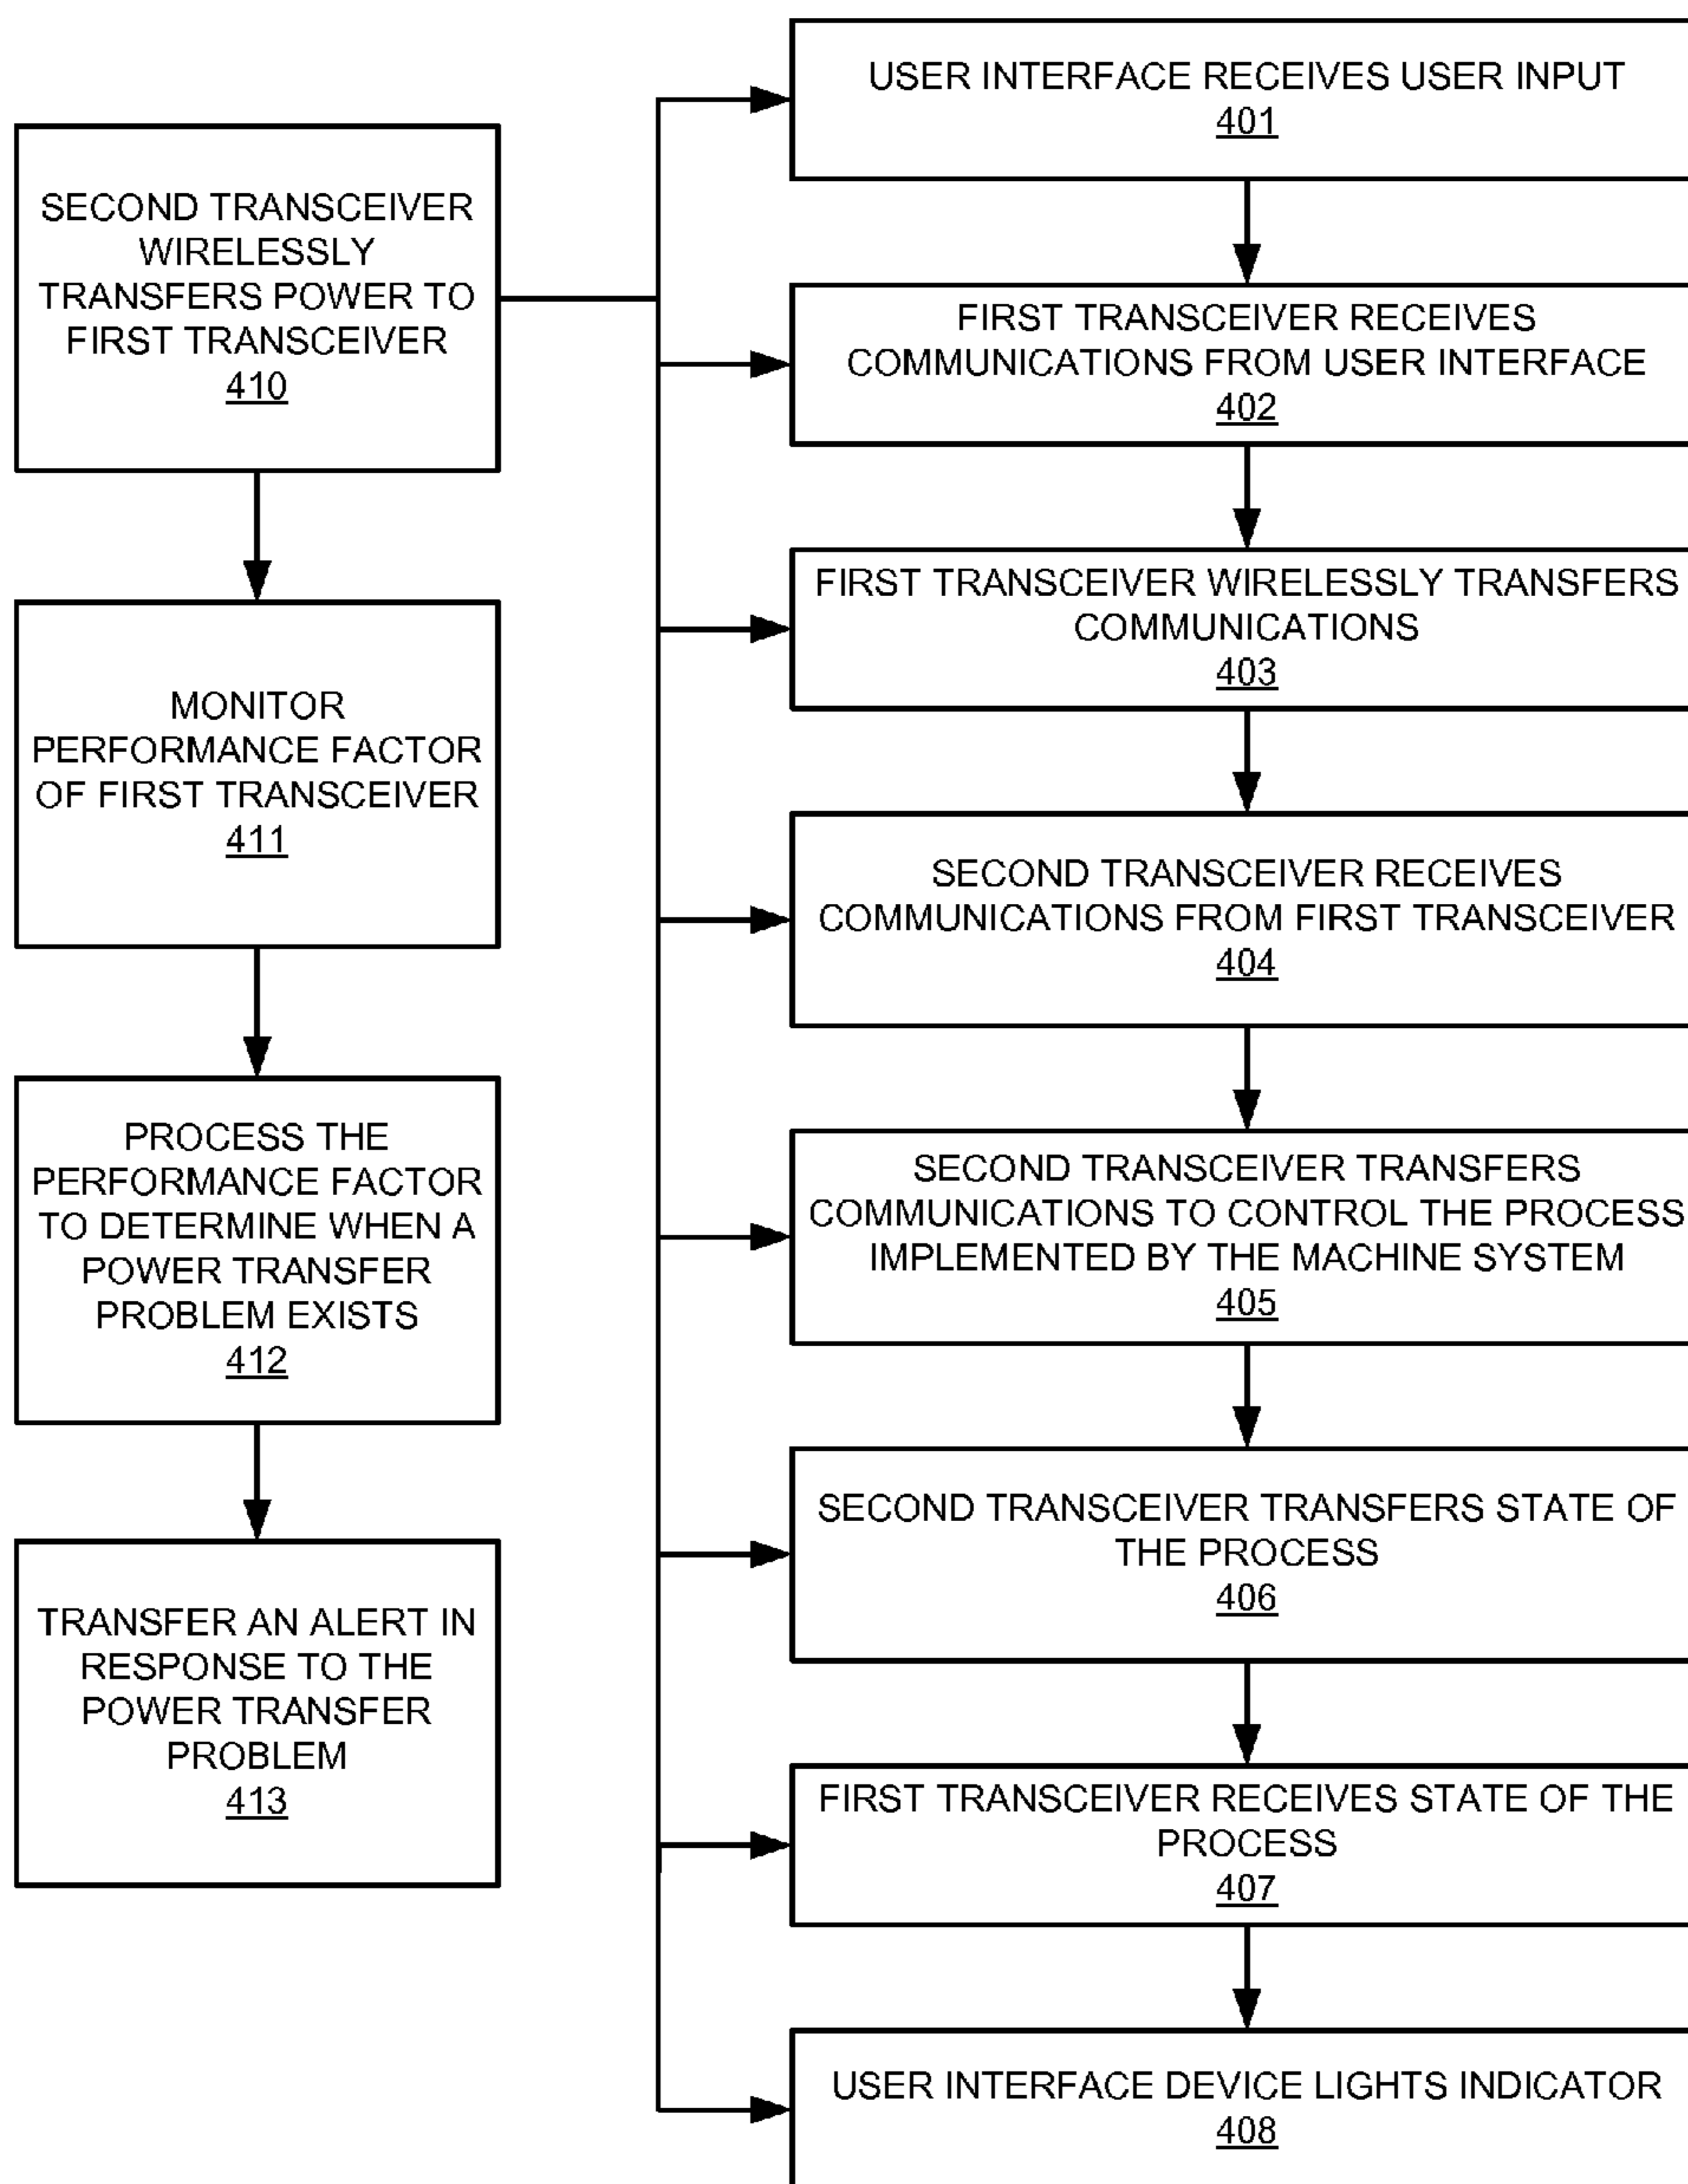 SECOND TRANSCEIVER
WIRELESSLY
TRANSFERS POWER TO
FIRST TRANSCEIVER
410
MONITOR
PERFORMANCE FACTOR
OF FIRST TRANSCEIVER
411
PROCESS THE
PERFORMANCE FACTOR
TO DETERMINE WHEN A
POWER TRANSFER
PROBLEM EXISTS
412
TRANSFER AN ALERT IN
RESPONSE TO THE
POWER TRANSFER
PROBLEM
413
USER INTERFACE RECEIVES USER INPUT
401
FIRST TRANSCEIVER RECEIVES
COMMUNICATIONS FROM USER INTERFACE
402
FIRST TRANSCEIVER WIRELESSLY TRANSFERS
COMMUNICATIONS
403
SECOND TRANSCEIVER RECEIVES
COMMUNICATIONS FROM FIRST TRANSCEIVER
404
SECOND TRANSCEIVER TRANSFERS
COMMUNICATIONS TO CONTROL THE PROCESS
IMPLEMENTED BY THE MACHINE SYSTEM
405
SECOND TRANSCEIVER TRANSFERS STATE OF
THE PROCESS
406
FIRST TRANSCEIVER RECEIVES STATE OF THE
PROCESS
407
USER INTERFACE DEVICE LIGHTS INDICATOR
408